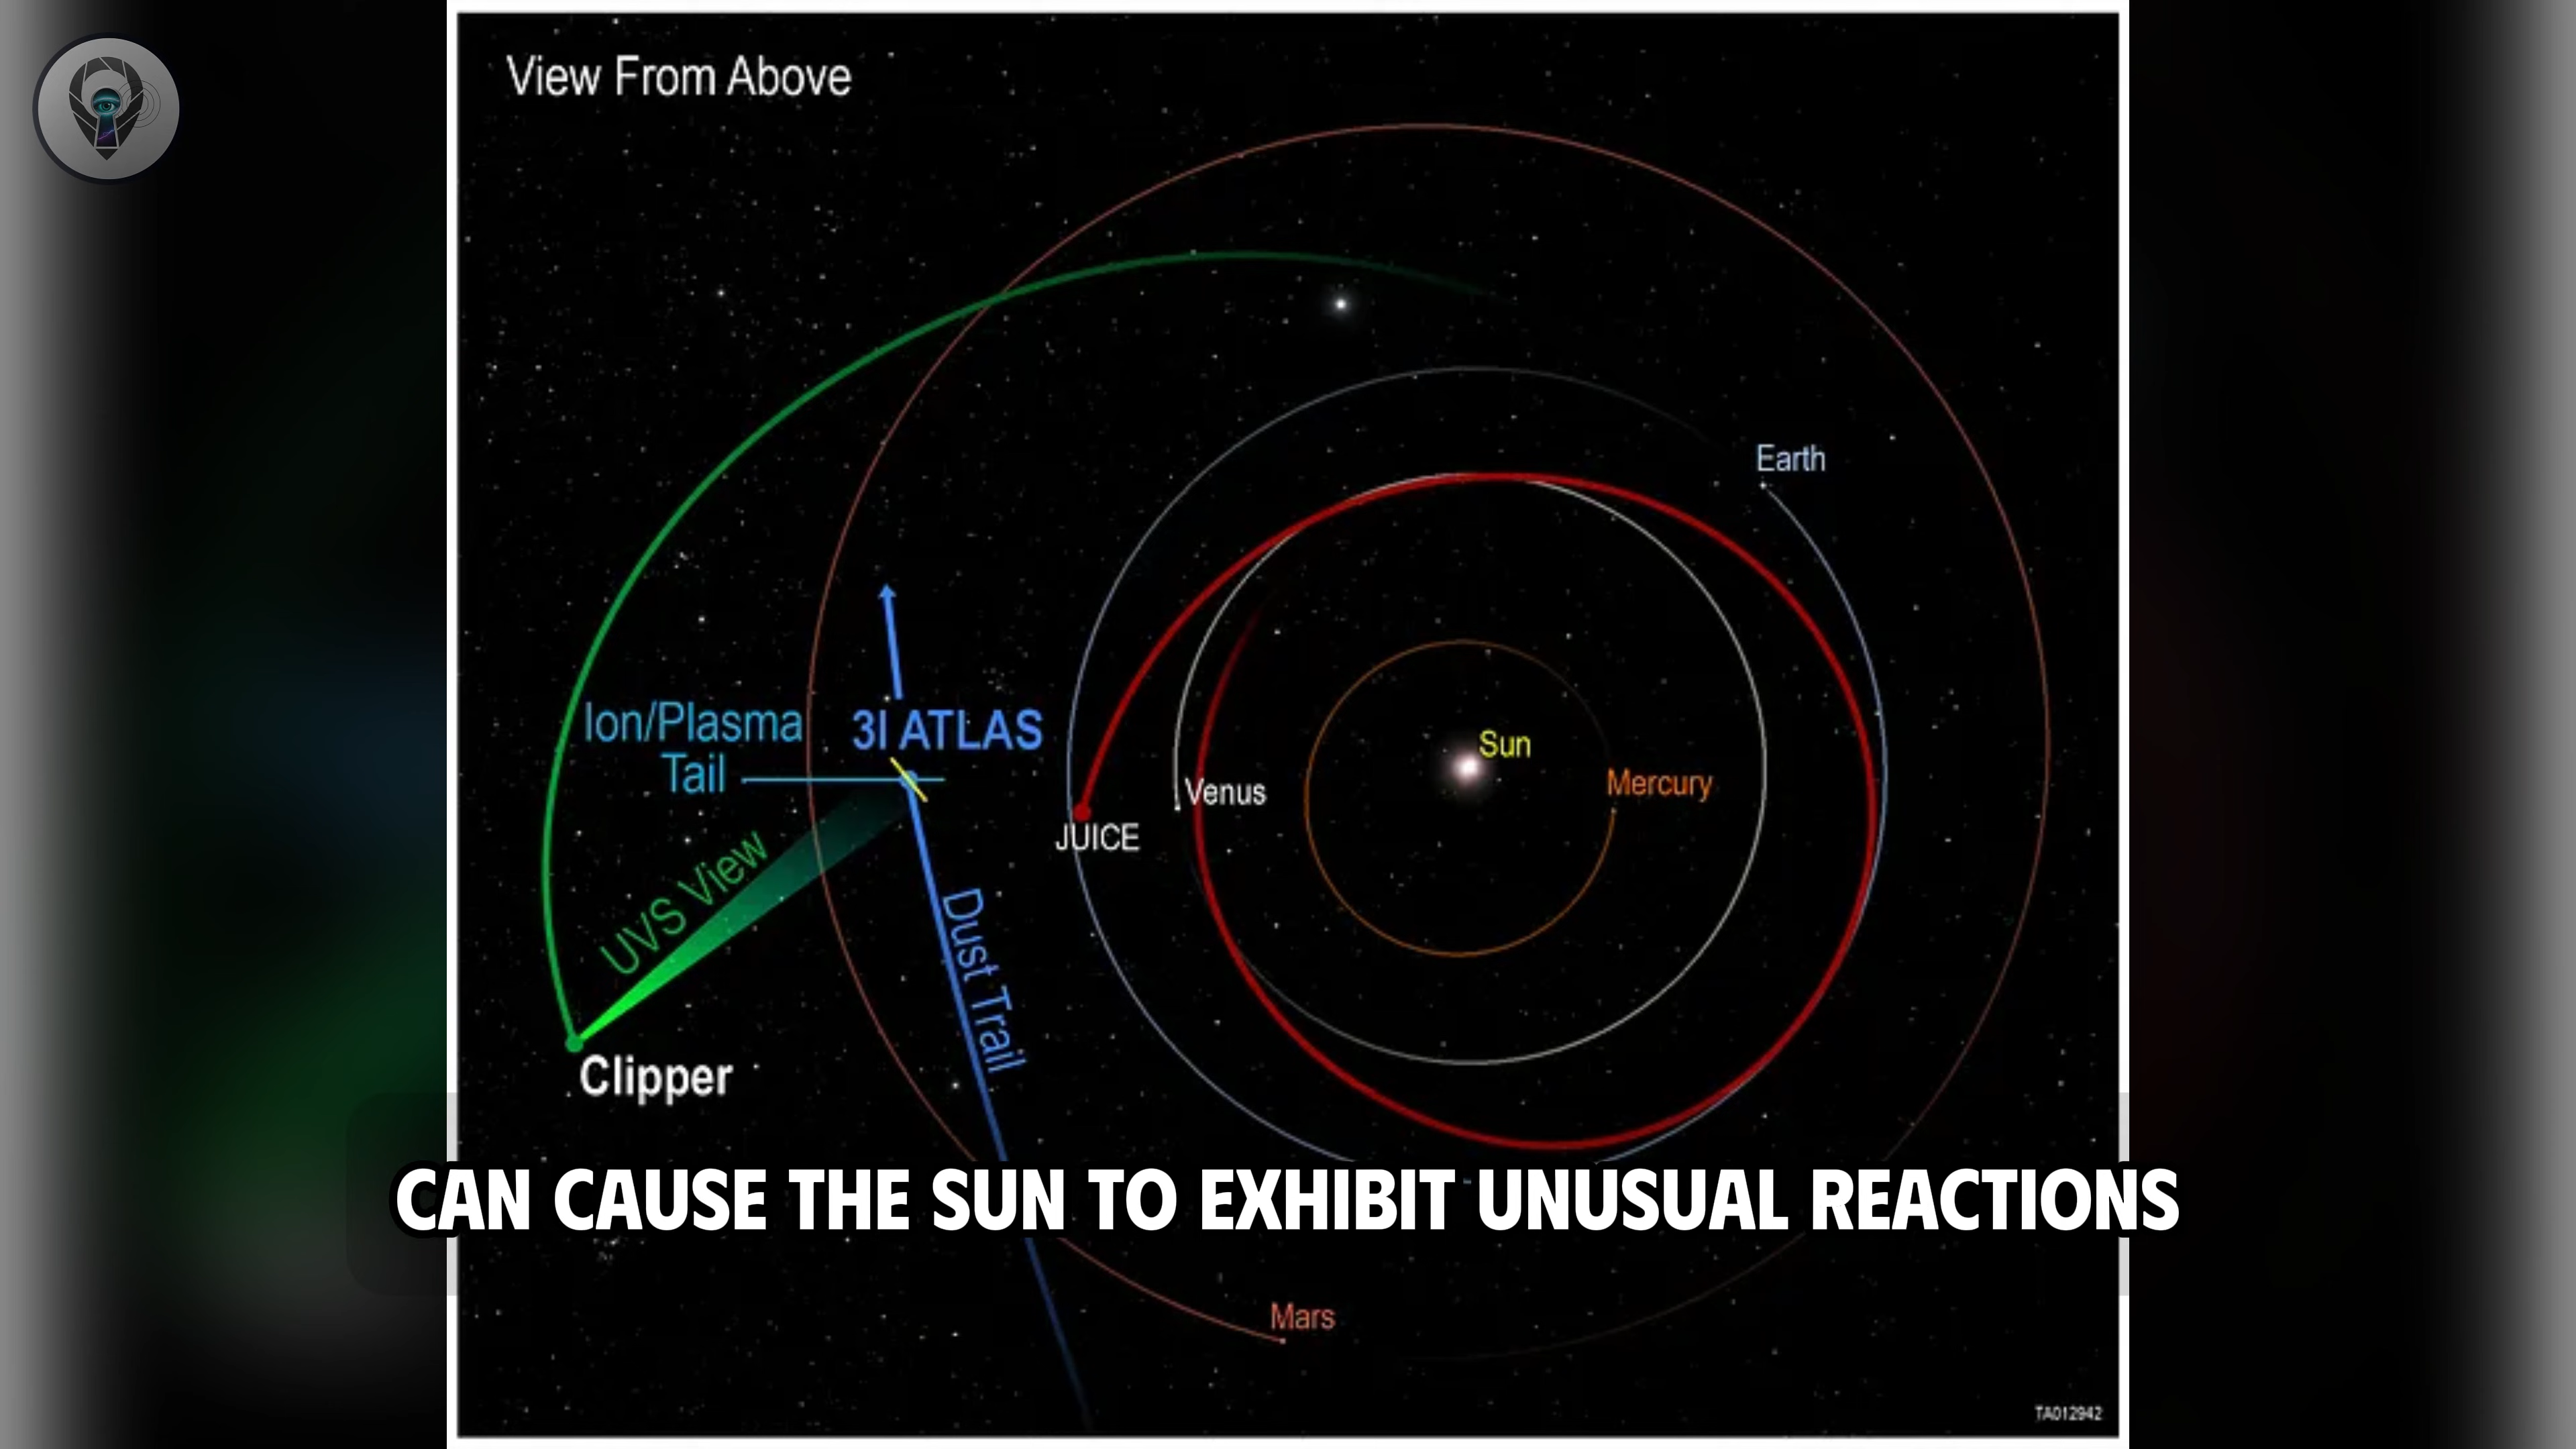 View From Above
Earth
Ion/Plasma
Tail
3I ATLAS
Sun
Mercury
Venus
JUICE
UVS View
Dust Trail
Clipper
CAN CAUSE THE SUN TO EXHIBIT UNUSUAL REACTIONS
Mars
TA012942